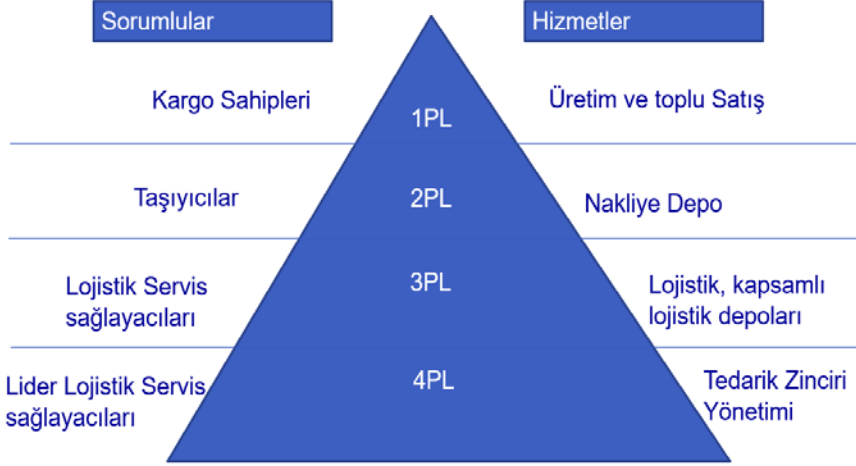 Sorumlular
Hizmetler
Kargo Sahipleri
1PL
Üretim ve toplu Satış
Taşıyıcılar
2PL
Nakliye Depo
Lojistik Servis
sağlayacıları
3PL
Lojistik, kapsamlı
lojistik depoları
Lider Lojistik Servis
sağlayacıları
4PL
Tedarik Zinciri
Yönetimi